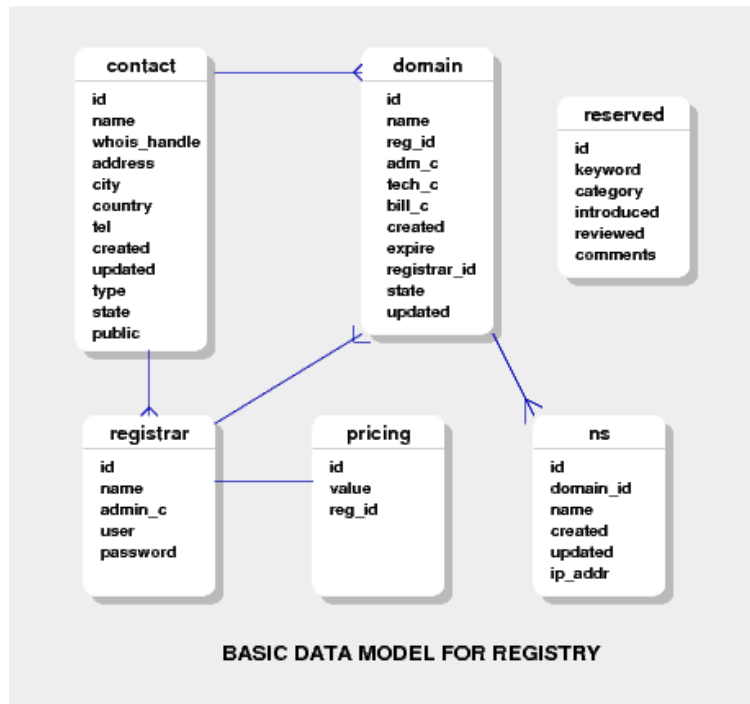 contact
id
name
whois_handle
address
city
country
tel
created
updated
type
state
public
domain
id
name
reg_id
adm_c
tech_c
bill_c
created
expire
registrar_id
state
updated
reserved
id
keyword
category
introduced
reviewed
comments
registrar
id
name
admin_c
user
password
pricing
id
value
reg_id
ns
id
domain_id
name
created
updated
ip_addr
BASIC DATA MODEL FOR REGISTRY